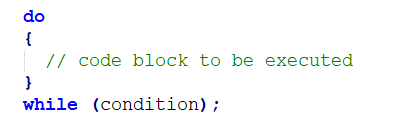 do
{
// code block to be executed
}
while (condition);